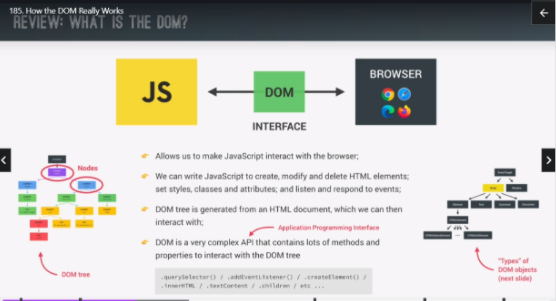 185. How the DOM Really Works
REVIEW: WHAT IS THE DOM?
JS
DOM
BROWSER
INTERFACE
Nodes
DOM tree
Allows us to make JavaScript interact with the browser;
We can write JavaScript to create, modify and delete HTML elements;
set styles, classes and attributes; and listen and respond to events;
DOM tree is generated from an HTML document, which we can then
interact with;
Application Programming Interface
DOM is a very complex API that contains lots of methods and
properties to interact with the DOM tree
.querySelector() / .addEventListener() / .createElement() /
.innerHTML / .textContent / .children / etc ...
"Types" of
DOM objects
(next slide)